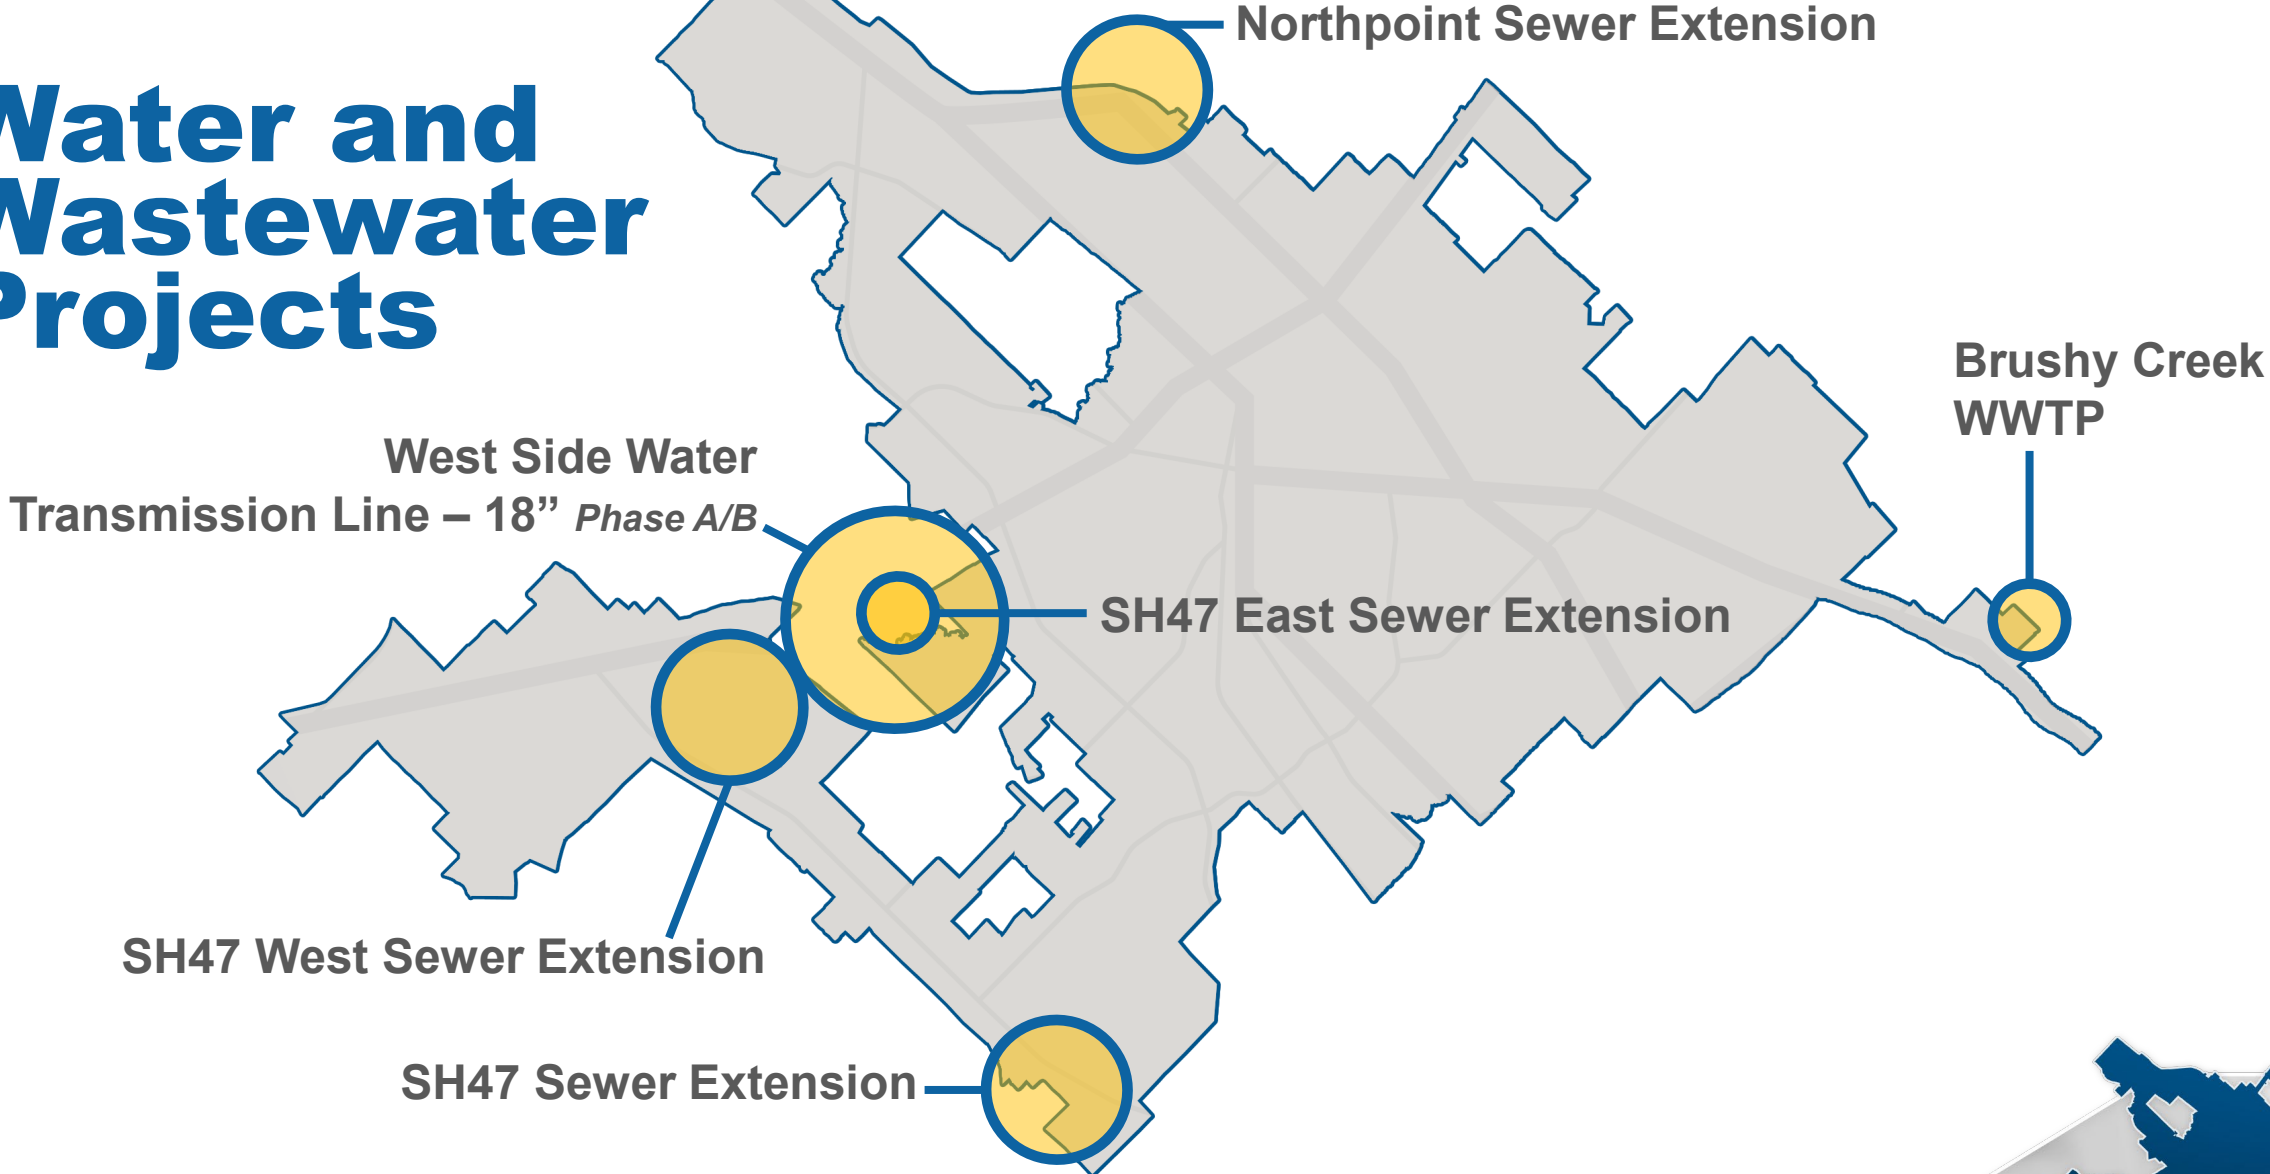 Northpoint Sewer Extension
Water and
Wastewater
Projects
Brushy Creek
WWTP
West Side Water
Transmission Line – 18” Phase A/B
SH47 East Sewer Extension
SH47 West Sewer Extension
SH47 Sewer Extension